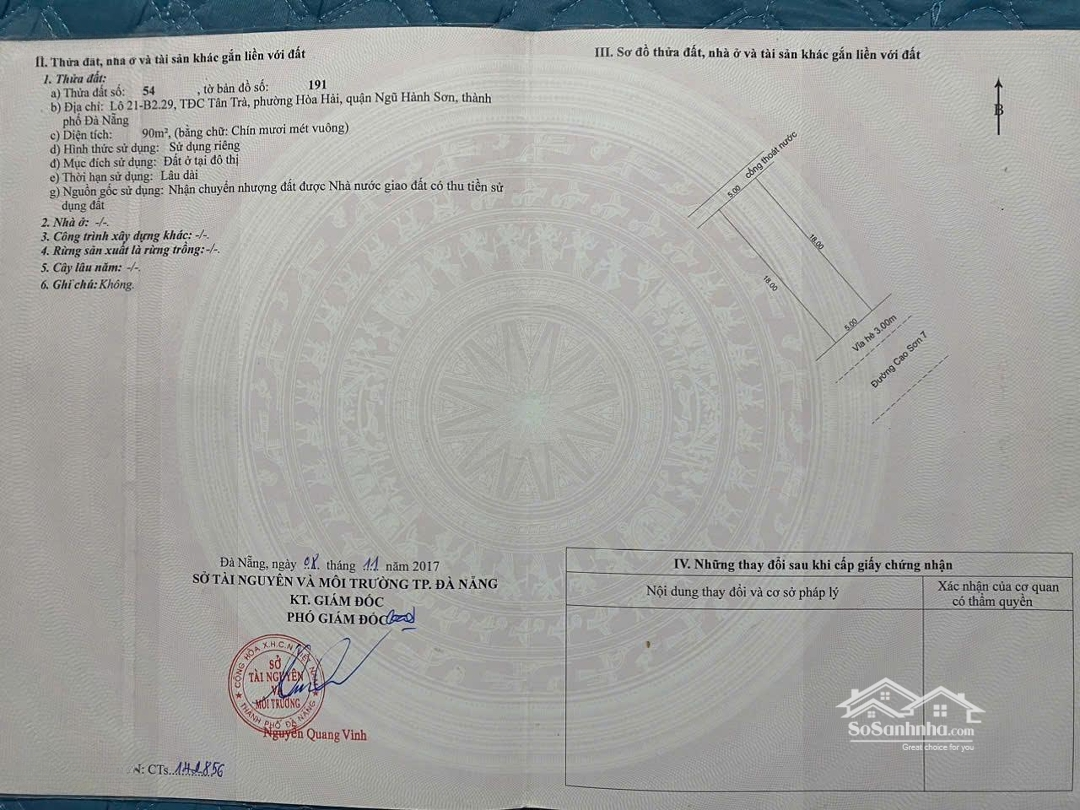 II. Thửa đất, nhà ở và tài sản khác gắn liền với đất
1. Thửa đất:
a) Thửa đất số: 54 , tờ bản đồ số: 191
b) Địa chỉ: Lô 21-B2.29, TĐC Tân Trà, phường Hòa Hải, quận Ngũ Hành Sơn, thành
phố Đà Nẵng
c) Diện tích: 90m², (bằng chữ: Chín mươi mét vuông)
d) Hình thức sử dụng: Sử dụng riêng
đ) Mục đích sử dụng: Đất ở tại đô thị
e) Thời hạn sử dụng: Lâu dài
g) Nguồn gốc sử dụng: Nhận chuyển nhượng đất được Nhà nước giao đất có thu tiền sử
dụng đất
2. Nhà ở: -/-.
3. Công trình xây dựng khác: -/-.
4. Rừng sản xuất là rừng trồng:-/-.
5. Cây lâu năm: -/-.
6. Ghi chú: Không.
Đà Nẵng, ngày 08 tháng 11 năm 2017
SỞ TÀI NGUYÊN VÀ MÔI TRƯỜNG TP. ĐÀ NẴNG
KT. GIÁM ĐỐC
PHÓ GIÁM ĐỐC
CỘNG HÒA X.H.C.N VIỆT NAM
SỞ
TÀI NGUYÊN
VÀ
MÔI TRƯỜNG
THÀNH PHỐ ĐÀ NẴNG
Nguyễn Quang Vinh
CTs.
III. Sơ đồ thửa đất, nhà ở và tài sản khác gắn liền với đất
B
cống thoát nước
5.00
18.00
18.00
5.00
Vỉa hè 3.00m
Đường Cao Sơn 7
IV. Những thay đổi sau khi cấp giấy chứng nhận
Nội dung thay đổi và cơ sở pháp lý
Xác nhận của cơ quan
có thẩm quyền
SoSanhnha.com
Great choice for you